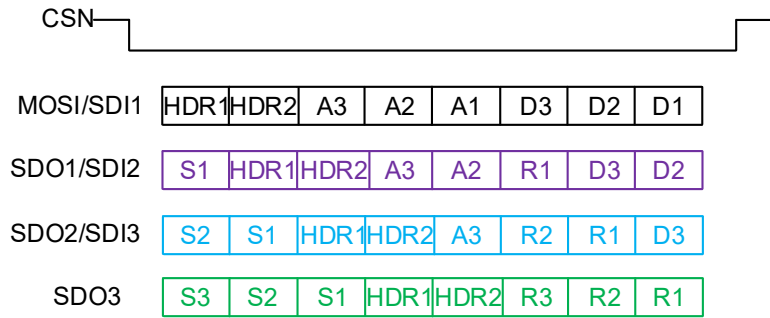 CSN
MOSI/SDI1 HDR1 HDR2 A3 A2 A1 D3 D2 D1
SDO1/SDI2 S1 HDR1 HDR2 A3 A2 R1 D3 D2
SDO2/SDI3 S2 S1 HDR1 HDR2 A3 R2 R1 D3
SDO3 S3 S2 S1 HDR1 HDR2 R3 R2 R1